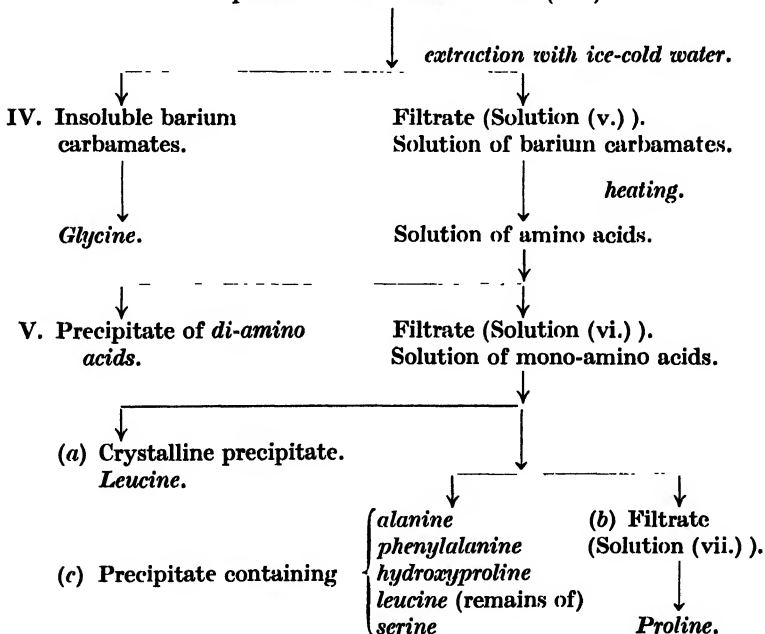 extraction with ice-cold water.
IV. Insoluble barium
carbamates.
Filtrate (Solution (v.) ).
Solution of barium carbamates.
heating.
Glycine.
Solution of amino acids.
V. Precipitate of di-amino
acids.
Filtrate (Solution (vi.) ).
Solution of mono-amino acids.
(a) Crystalline precipitate.
Leucine.
(c) Precipitate containing
alanine
phenylalanine
hydroxyproline
leucine (remains of)
serine
(b) Filtrate
(Solution (vii.) ).
Proline.